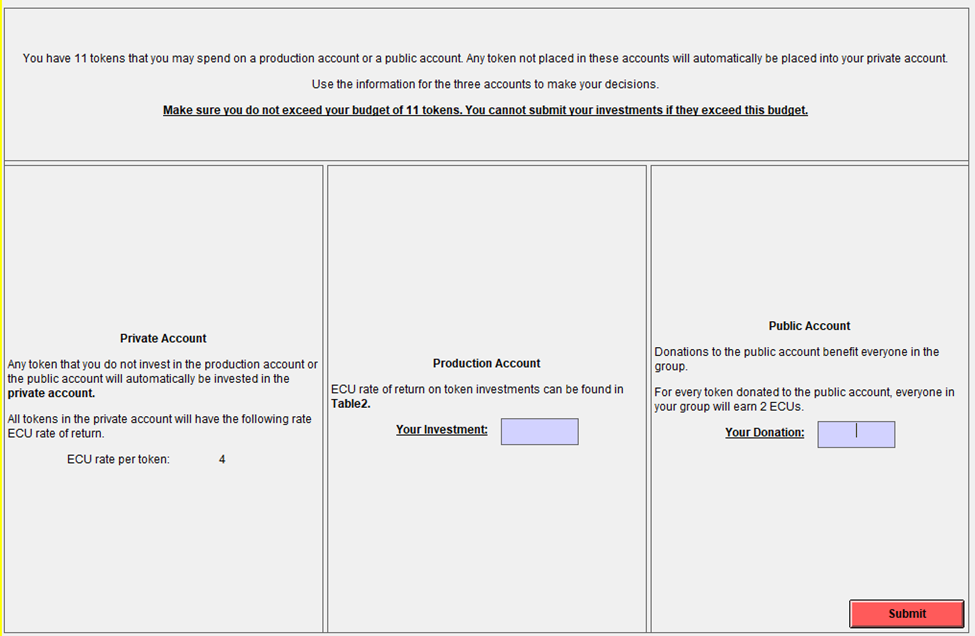 You have 11 tokens that you may spend on a production account or a public account. Any token not placed in these accounts will automatically be placed into your private account.
Use the information for the three accounts to make your decisions.
Make sure you do not exceed your budget of 11 tokens. You cannot submit your investments if they exceed this budget.
Private Account
Any token that you do not invest in the production account or
the public account will automatically be invested in the
private account.
All tokens in the private account will have the following rate
ECU rate of return.
ECU rate per token: 4
Production Account
ECU rate of return on token investments can be found in
Table2.
Your Investment:
Public Account
Donations to the public account benefit everyone in the
group.
For every token donated to the public account, everyone in
your group will earn 2 ECUs.
Your Donation:
Submit